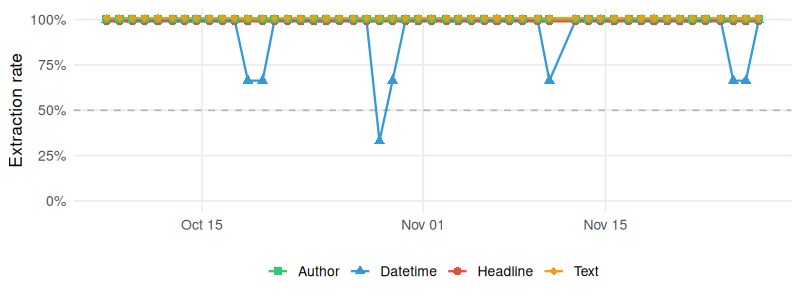 Extraction rate
100%
75%
50%
25%
0%
Oct 15 Nov 01 Nov 15
Author Datetime Headline Text